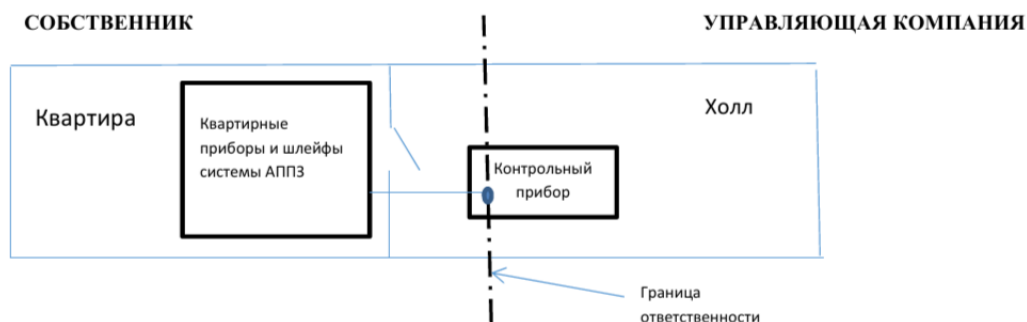 СОБСТВЕННИК
УПРАВЛЯЮЩАЯ КОМПАНИЯ
Квартира
Квартирные
приборы и шлейфы
системы АППЗ
Холл
Контрольный
прибор
Граница
ответственности